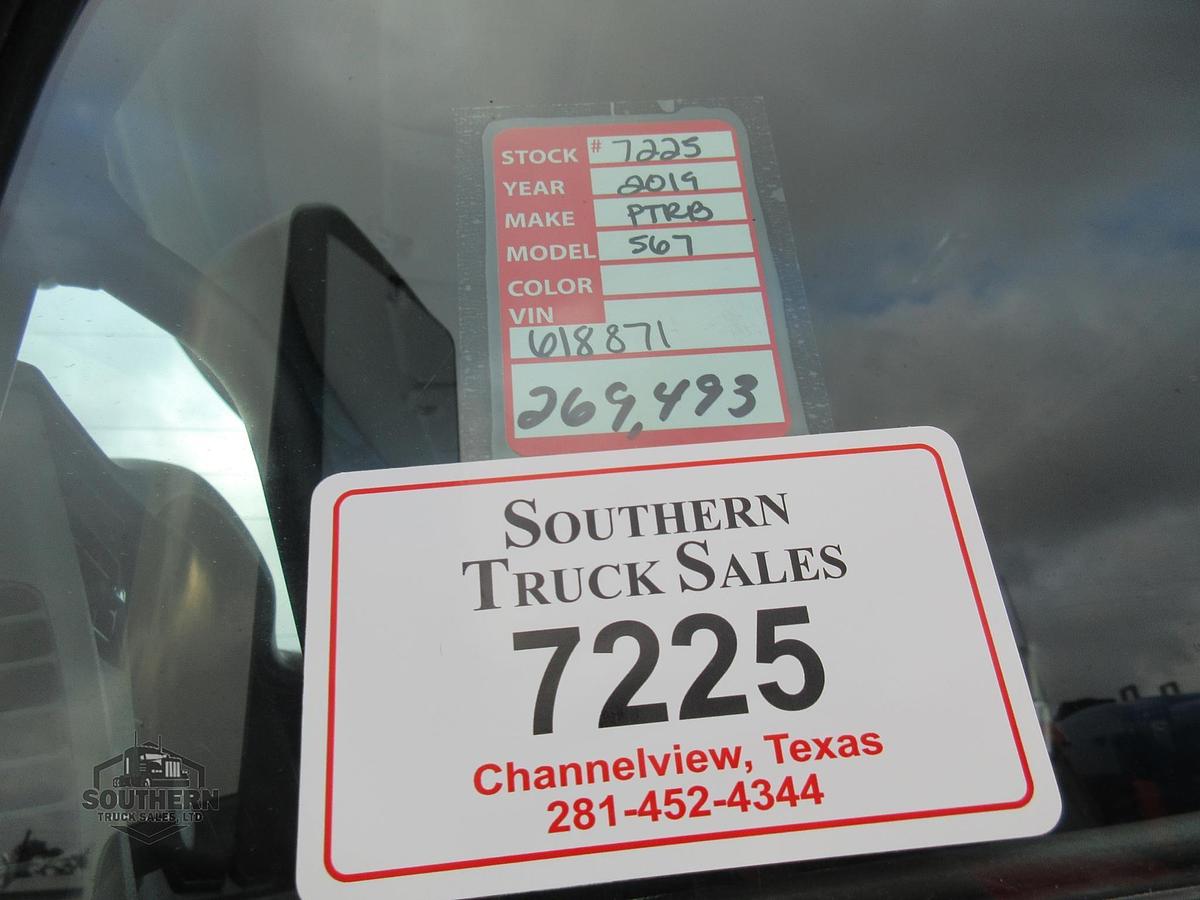 STOCK # 7225
YEAR 2019
MAKE PTRB
MODEL 567
COLOR
VIN
618871
269,493
SOUTHERN
TRUCK SALES
7225
Channelview, Texas
281-452-4344
SOUTHERN
TRUCK SALES, LTD